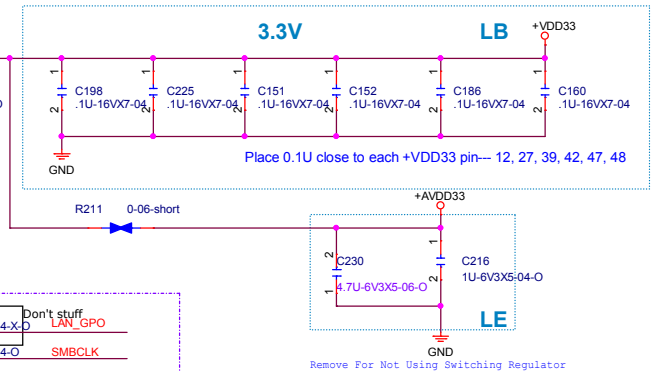 3.3V LB +VDD33
1 1 1 1 1 1
C198 C225 C151 C152 C186 C160
.1U-16VX7-04 .1U-16VX7-04 .1U-16VX7-04 .1U-16VX7-04 .1U-16VX7-04 .1U-16VX7-04
2 2 2 2 2 2
Place 0.1U close to each +VDD33 pin--- 12, 27, 39, 42, 47, 48
GND
+AVDD33
R211 0-06-short
2 1
C230 C216
4.7U-6V3X5-06-O 1U-6V3X5-04-O
1 2
LE
GND
Don't stuff
4-X-O LAN_GPO
4-O SMBCLK
Remove For Not Using Switching Regulator